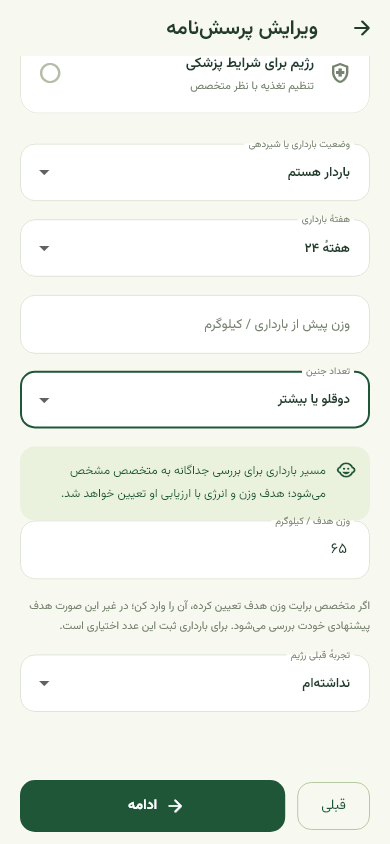 ویرایش پرسش‌نامه
رژیم برای شرایط پزشکی
تنظیم تغذیه با نظر متخصص
وضعیت بارداری یا شیردهی
باردار هستم
هفتهٔ بارداری
هفتهٔ ۲۴
وزن پیش از بارداری / کیلوگرم
تعداد جنین
دوقلو یا بیشتر
مسیر بارداری برای بررسی جداگانه به متخصص مشخص
می‌شود؛ هدف وزن و انرژی با ارزیابی او تعیین خواهد شد.
وزن هدف / کیلوگرم
۶۵
اگر متخصص برایت وزن هدف تعیین کرده، آن را وارد کن؛ در غیر این صورت هدف
پیشنهادی خودت بررسی می‌شود. برای بارداری ثبت این عدد اختیاری است.
تجربهٔ قبلی رژیم
نداشته‌ام
قبلی
ادامه